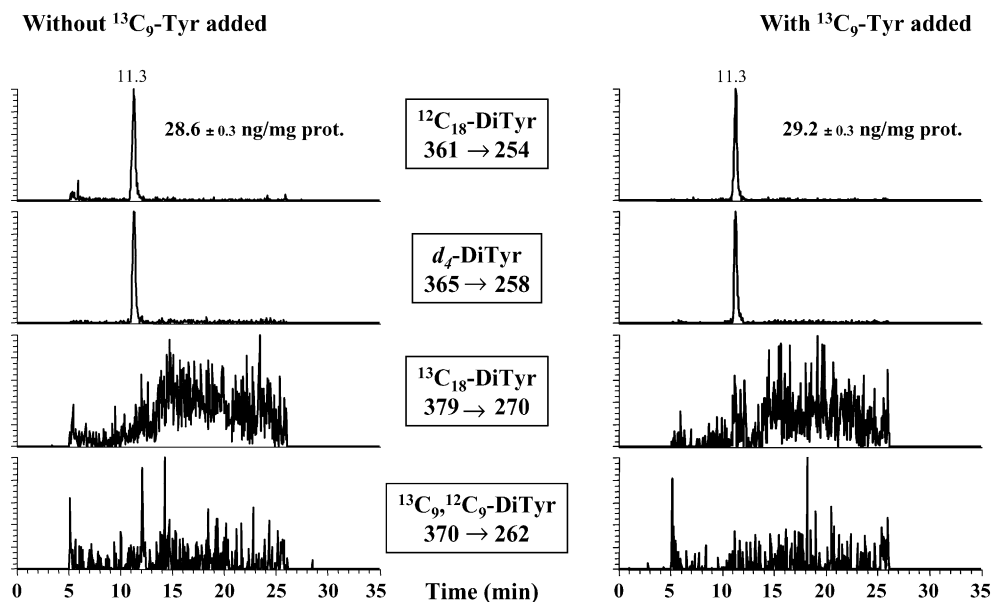 Without ¹³C₉-Tyr added
With ¹³C₉-Tyr added
11.3
28.6 ± 0.3 ng/mg prot.
¹²C₁₈-DiTyr
361 → 254
11.3
29.2 ± 0.3 ng/mg prot.
d₄-DiTyr
365 → 258
¹³C₁₈-DiTyr
379 → 270
¹³C₉,¹²C₉-DiTyr
370 → 262
0 5 10 15 20 25 30 35
Time (min)
0 5 10 15 20 25 30 35